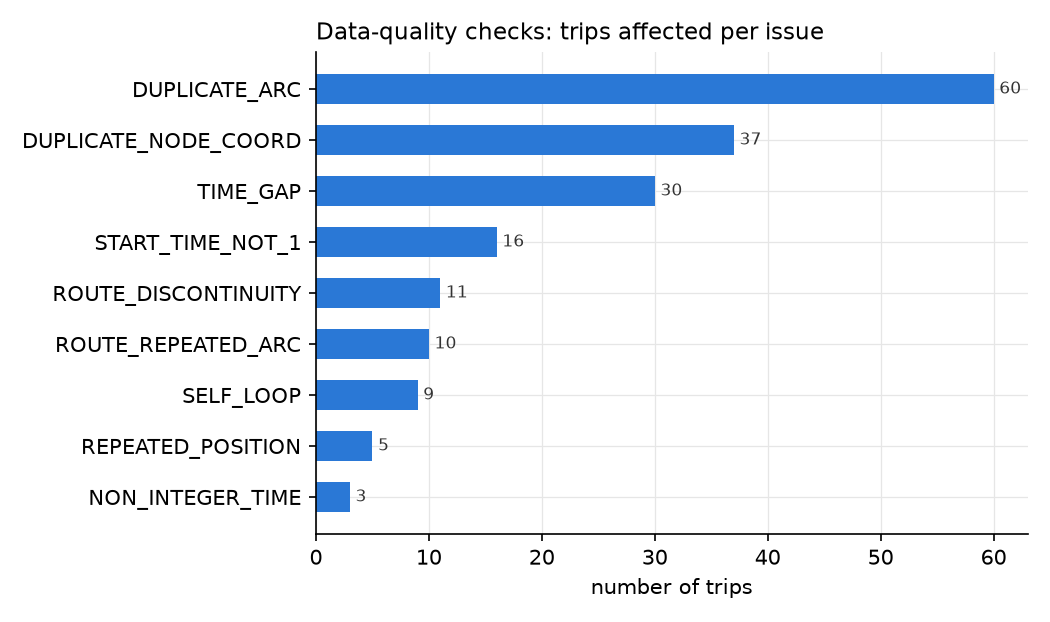 Data-quality checks: trips affected per issue
DUPLICATE_ARC 60
DUPLICATE_NODE_COORD 37
TIME_GAP 30
START_TIME_NOT_1 16
ROUTE_DISCONTINUITY 11
ROUTE_REPEATED_ARC 10
SELF_LOOP 9
REPEATED_POSITION 5
NON_INTEGER_TIME 3
0 10 20 30 40 50 60
number of trips